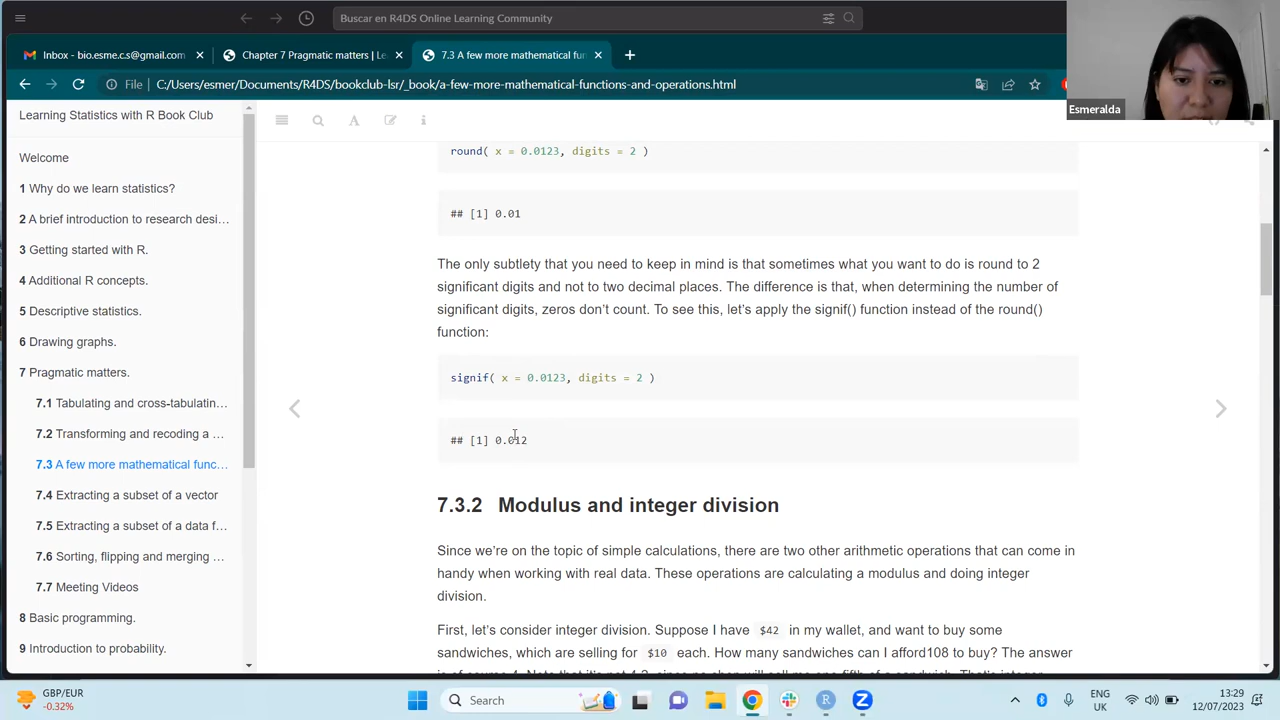 Buscar en R4DS Online Learning Community
Inbox - bio.esme.c.s@gmail.com
Chapter 7 Pragmatic matters | Le
7.3 A few more mathematical fun
File
C:/Users/esmer/Documents/R4DS/bookclub-lsr/_book/a-few-more-mathematical-functions-and-operations.html
Esmeralda
Learning Statistics with R Book Club
Welcome
1 Why do we learn statistics?
2 A brief introduction to research desi...
3 Getting started with R.
4 Additional R concepts.
5 Descriptive statistics.
6 Drawing graphs.
7 Pragmatic matters.
7.1 Tabulating and cross-tabulatin...
7.2 Transforming and recoding a ...
7.3 A few more mathematical func...
7.4 Extracting a subset of a vector
7.5 Extracting a subset of a data f...
7.6 Sorting, flipping and merging ...
7.7 Meeting Videos
8 Basic programming.
9 Introduction to probability.
round( x = 0.0123, digits = 2 )
## [1] 0.01
The only subtlety that you need to keep in mind is that sometimes what you want to do is round to 2
significant digits and not to two decimal places. The difference is that, when determining the number of
significant digits, zeros don't count. To see this, let's apply the signif() function instead of the round()
function:
signif( x = 0.0123, digits = 2 )
## [1] 0.012
7.3.2 Modulus and integer division
Since we're on the topic of simple calculations, there are two other arithmetic operations that can come in
handy when working with real data. These operations are calculating a modulus and doing integer
division.
First, let's consider integer division. Suppose I have $42 in my wallet, and want to buy some
sandwiches, which are selling for $10 each. How many sandwiches can I afford108 to buy? The answer
GBP/EUR
-0.32%
Search
ENG
UK
13:29
12/07/2023